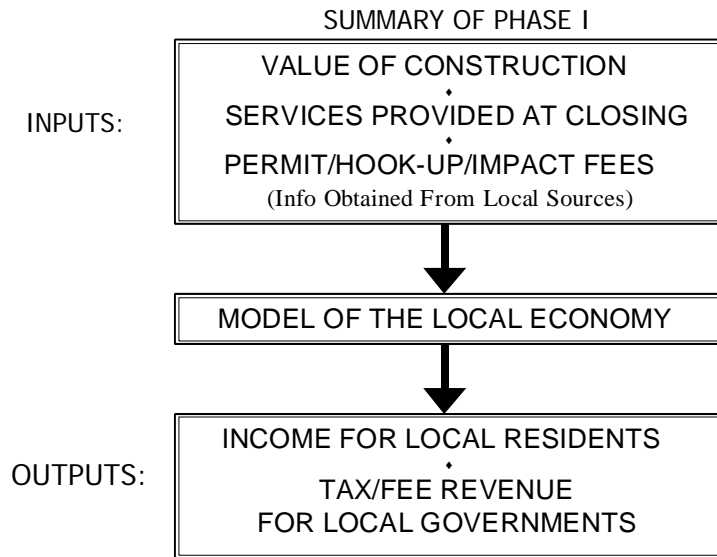 SUMMARY OF PHASE I
INPUTS:
VALUE OF CONSTRUCTION
SERVICES PROVIDED AT CLOSING
PERMIT/HOOK-UP/IMPACT FEES
(Info Obtained From Local Sources)
MODEL OF THE LOCAL ECONOMY
OUTPUTS:
INCOME FOR LOCAL RESIDENTS
TAX/FEE REVENUE
FOR LOCAL GOVERNMENTS